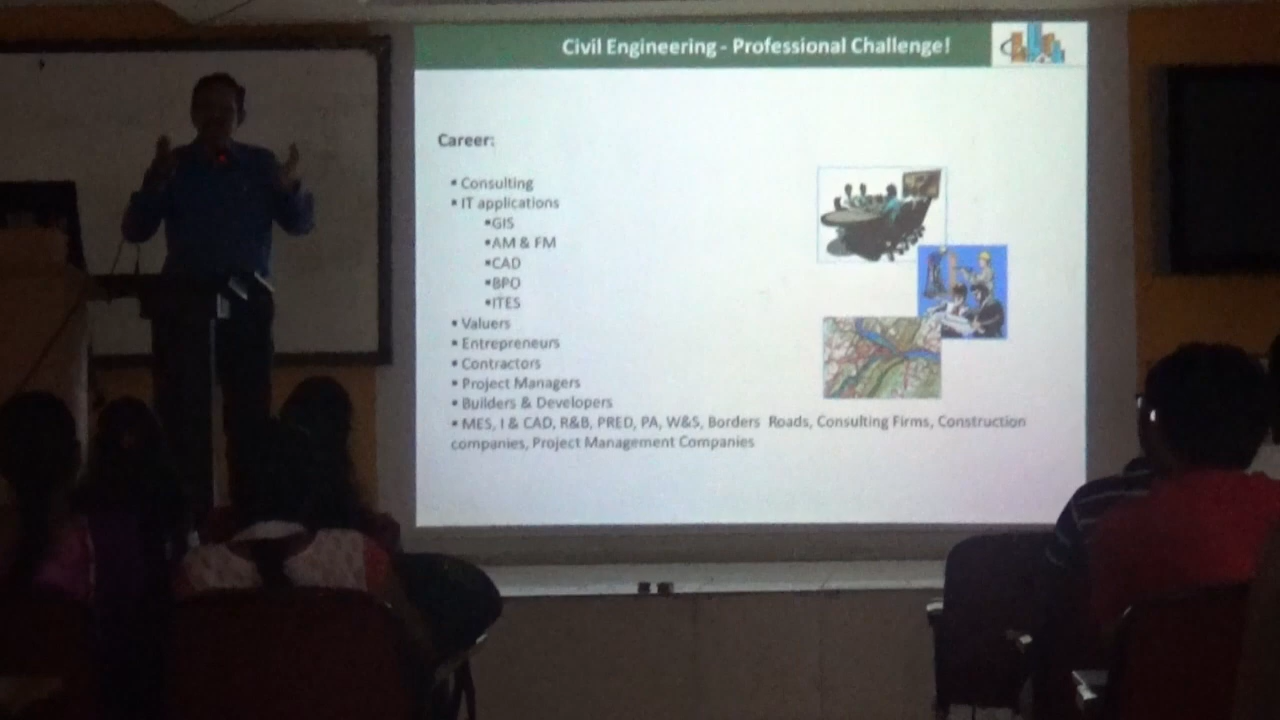 Civil Engineering - Professional Challenge!
Career:
▪ Consulting
▪ IT applications
▪GIS
▪AM & FM
▪CAD
▪BPO
▪ITES
▪ Valuers
▪ Entrepreneurs
▪ Contractors
▪ Project Managers
▪ Builders & Developers
▪ MES, I & CAD, R&B, PRED, PA, W&S, Borders Roads, Consulting Firms, Construction
companies, Project Management Companies